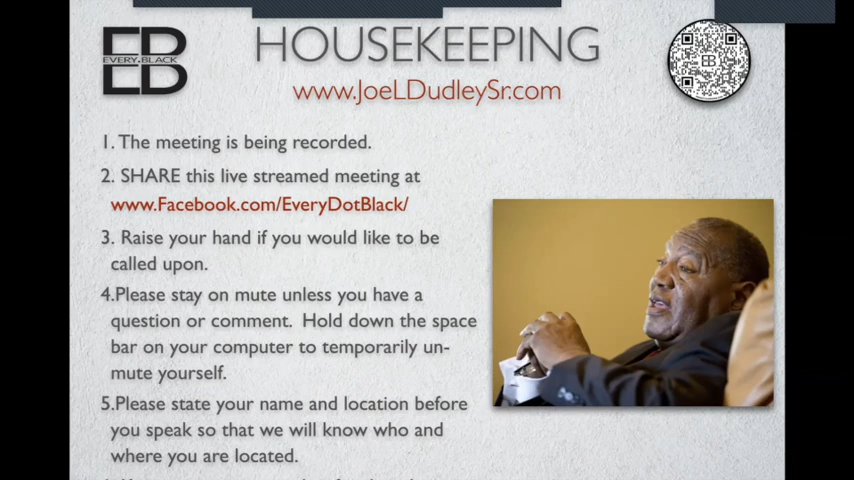 HOUSEKEEPING
www.JoeLDudleySr.com
EB
EVERY.BLACK
EB
1. The meeting is being recorded.
2. SHARE this live streamed meeting at
www.Facebook.com/EveryDotBlack/
3. Raise your hand if you would like to be
called upon.
4.Please stay on mute unless you have a
question or comment. Hold down the space
bar on your computer to temporarily un-
mute yourself.
5.Please state your name and location before
you speak so that we will know who and
where you are located.